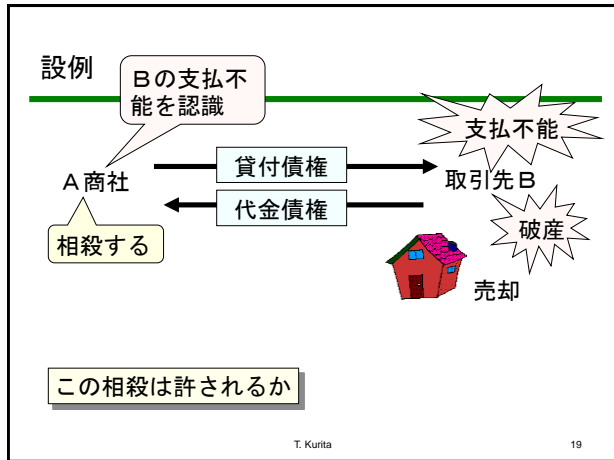 設例
Ｂの支払不
能を認識
支払不能
貸付債権
Ａ商社
取引先Ｂ
代金債権
相殺する
破産
売却
この相殺は許されるか
T. Kurita
19